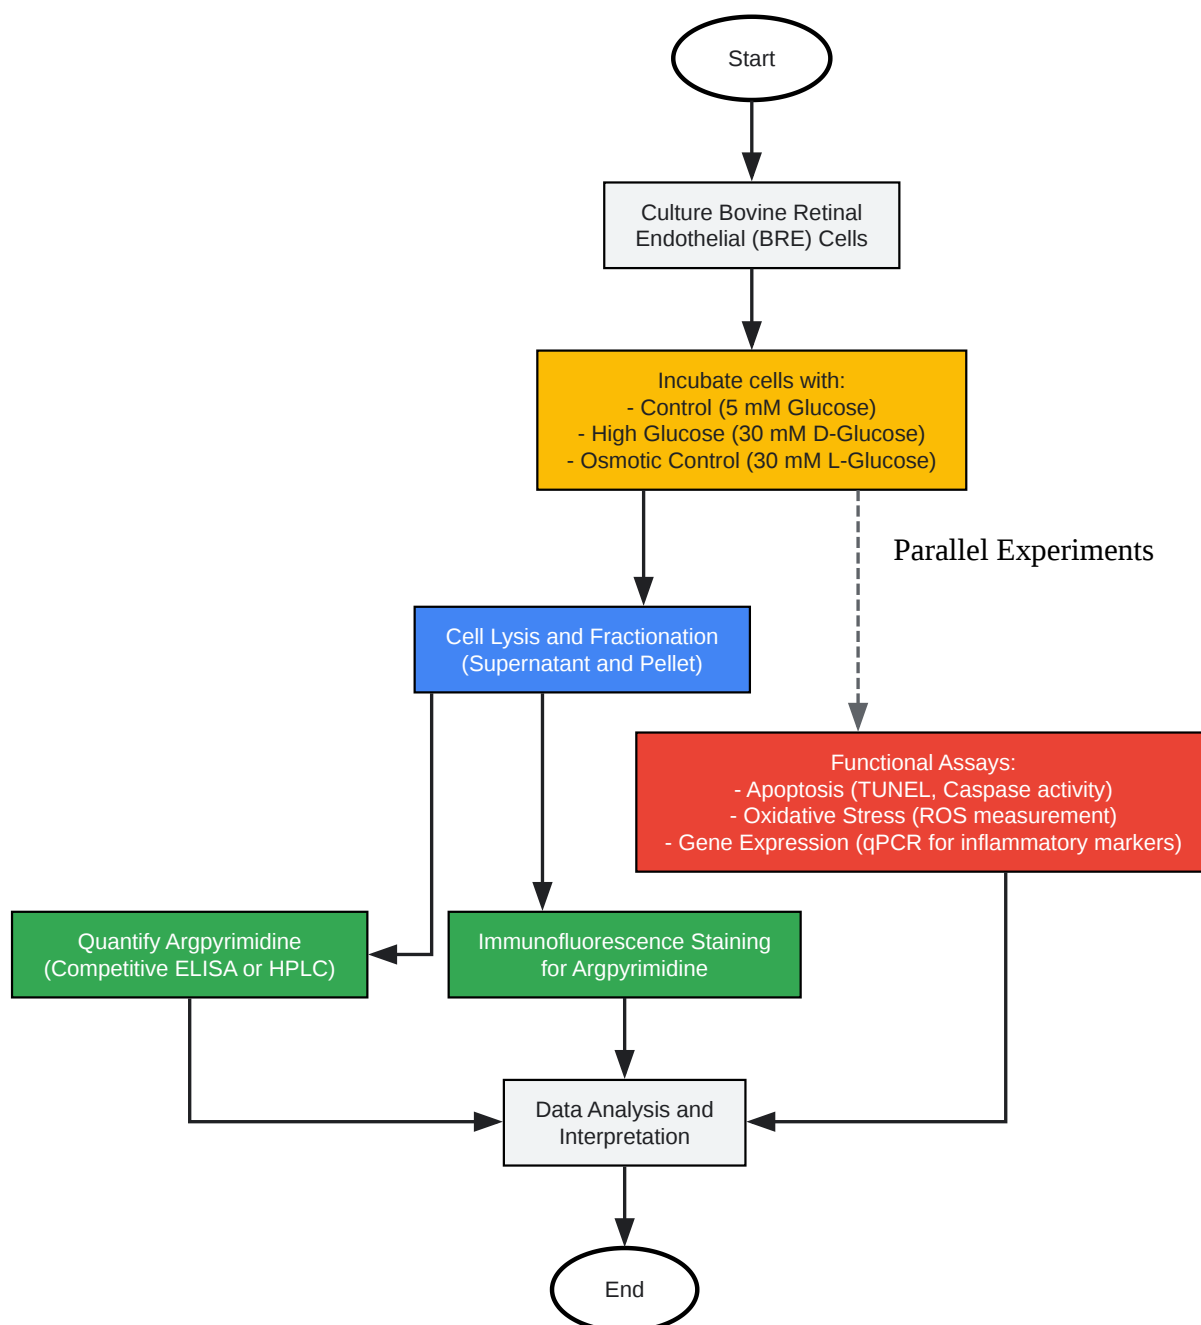 Start
Culture Bovine Retinal
Endothelial (BRE) Cells
Incubate cells with:
- Control (5 mM Glucose)
- High Glucose (30 mM D-Glucose)
- Osmotic Control (30 mM L-Glucose)
Parallel Experiments
Cell Lysis and Fractionation
(Supernatant and Pellet)
Functional Assays:
- Apoptosis (TUNEL, Caspase activity)
- Oxidative Stress (ROS measurement)
- Gene Expression (qPCR for inflammatory markers)
Quantify Argpyrimidine
(Competitive ELISA or HPLC)
Immunofluorescence Staining
for Argpyrimidine
Data Analysis and
Interpretation
End